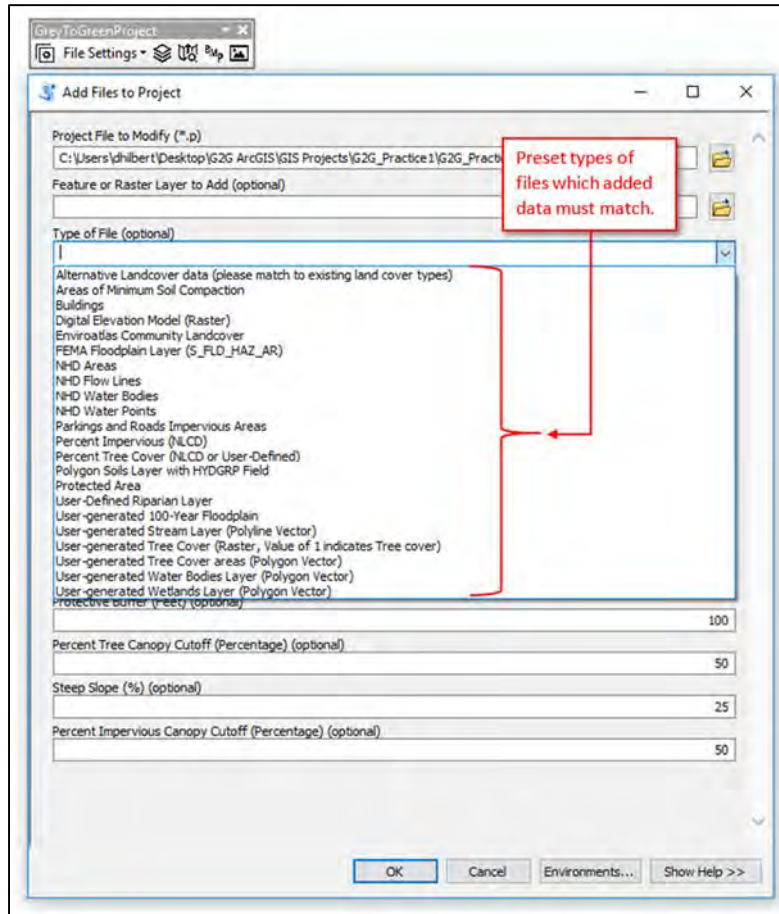 GreyToGreenProject
File Settings
BMP
Add Files to Project
Project File to Modify (*.p)
C:\Users\dhilbert\Desktop\G2G ArcGIS\GIS Projects\G2G_Practice1\G2G_Practi
Preset types of
files which added
data must match.
Feature or Raster Layer to Add (optional)
Type of File (optional)
Alternative Landcover data (please match to existing land cover types)
Areas of Minimum Soil Compaction
Buildings
Digital Elevation Model (Raster)
Enviroatlas Community Landcover
FEMA Floodplain Layer (S_FLD_HAZ_AR)
NHD Areas
NHD Flow Lines
NHD Water Bodies
NHD Water Points
Parkings and Roads Impervious Areas
Percent Impervious (NLCD)
Percent Tree Cover (NLCD or User-Defined)
Polygon Soils Layer with HYDGRP Field
Protected Area
User-Defined Riparian Layer
User-generated 100-Year Floodplain
User-generated Stream Layer (Polyline Vector)
User-generated Tree Cover (Raster, Value of 1 indicates Tree cover)
User-generated Tree Cover areas (Polygon Vector)
User-generated Water Bodies Layer (Polygon Vector)
User-generated Wetlands Layer (Polygon Vector)
Protective Buffer (Feet) (optional)
100
Percent Tree Canopy Cutoff (Percentage) (optional)
50
Steep Slope (%) (optional)
25
Percent Impervious Canopy Cutoff (Percentage) (optional)
50
OK Cancel Environments... Show Help >>